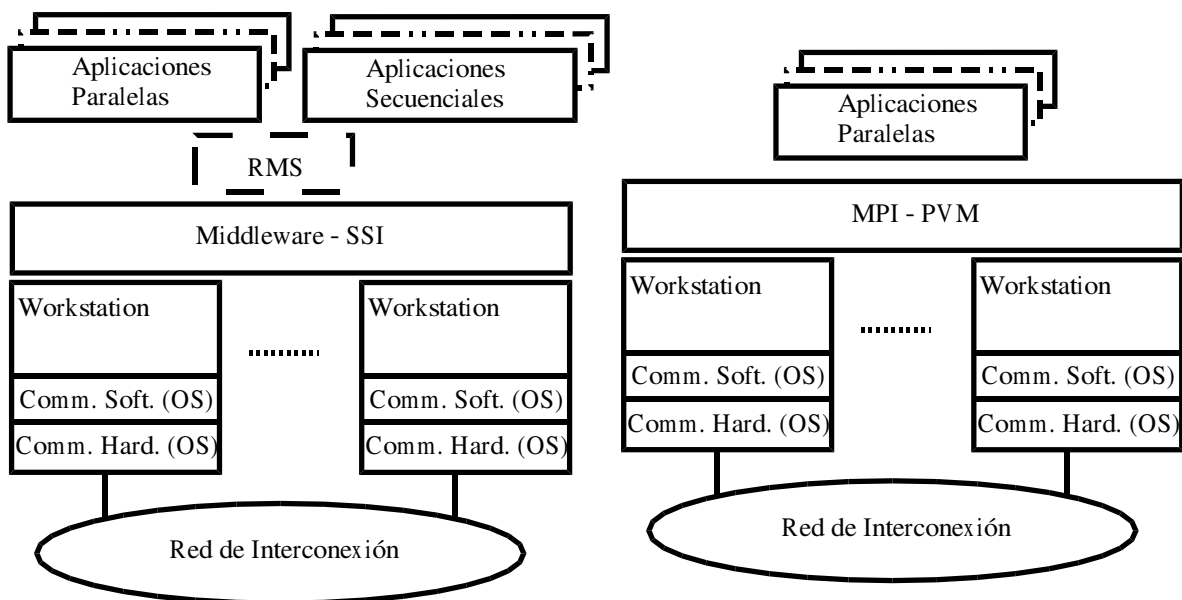 Aplicaciones
Paralelas
Aplicaciones
Secuenciales
RMS
Middleware - SSI
Workstation
Workstation
Comm. Soft. (OS)
Comm. Soft. (OS)
Comm. Hard. (OS)
Comm. Hard. (OS)
Red de Interconexión
Aplicaciones
Paralelas
MPI - PVM
Workstation
Workstation
Comm. Soft. (OS)
Comm. Soft. (OS)
Comm. Hard. (OS)
Comm. Hard. (OS)
Red de Interconexión